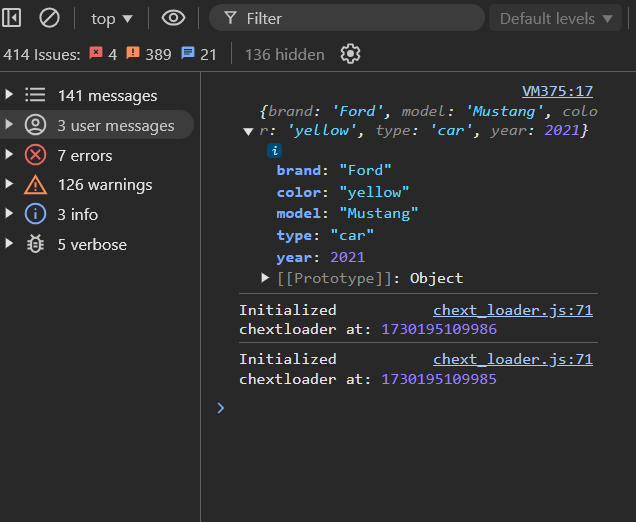 top ▼ Filter Default levels ▼
414 Issues: 4 389 21 136 hidden
141 messages
3 user messages
7 errors
126 warnings
3 info
5 verbose
VM375:17
{brand: 'Ford', model: 'Mustang', colo
r: 'yellow', type: 'car', year: 2021}
i
brand: "Ford"
color: "yellow"
model: "Mustang"
type: "car"
year: 2021
[[Prototype]]: Object
Initialized chext_loader.js:71
chextloader at: 1730195109986
Initialized chext_loader.js:71
chextloader at: 1730195109985